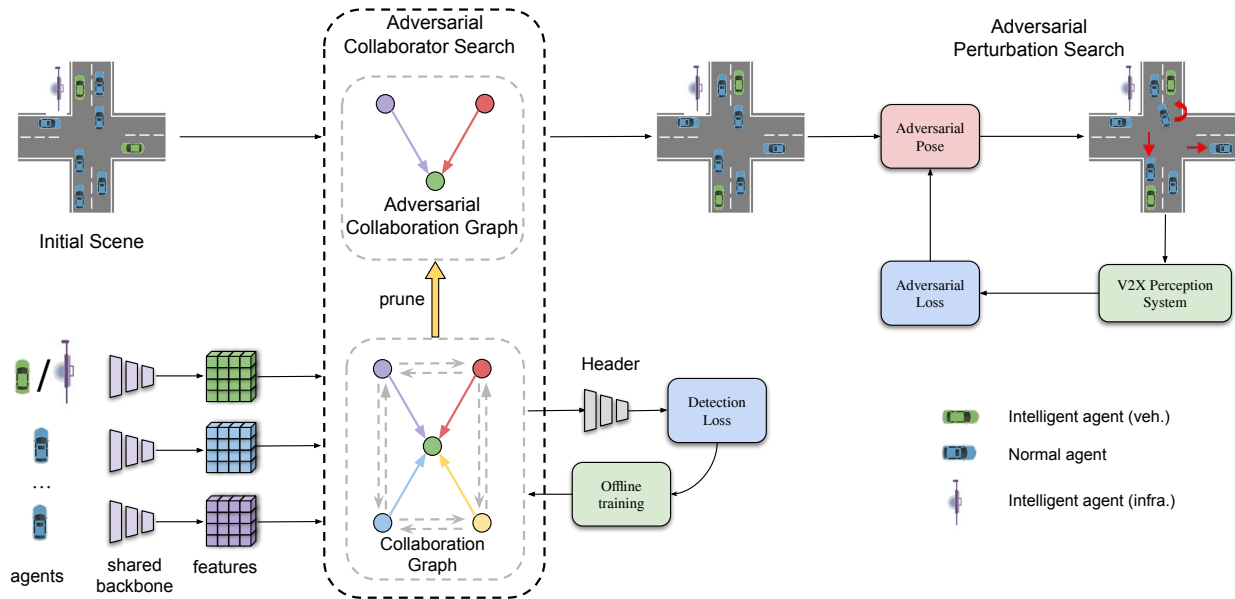 Adversarial
Collaborator Search
Adversarial
Perturbation Search
Adversarial
Pose
Adversarial
Collaboration Graph
Initial Scene
prune
Adversarial
Loss
V2X Perception
System
/
Header
Detection
Loss
Intelligent agent (veh.)
Normal agent
...
Offline
training
Intelligent agent (infra.)
Collaboration
Graph
agents
shared
backbone
features